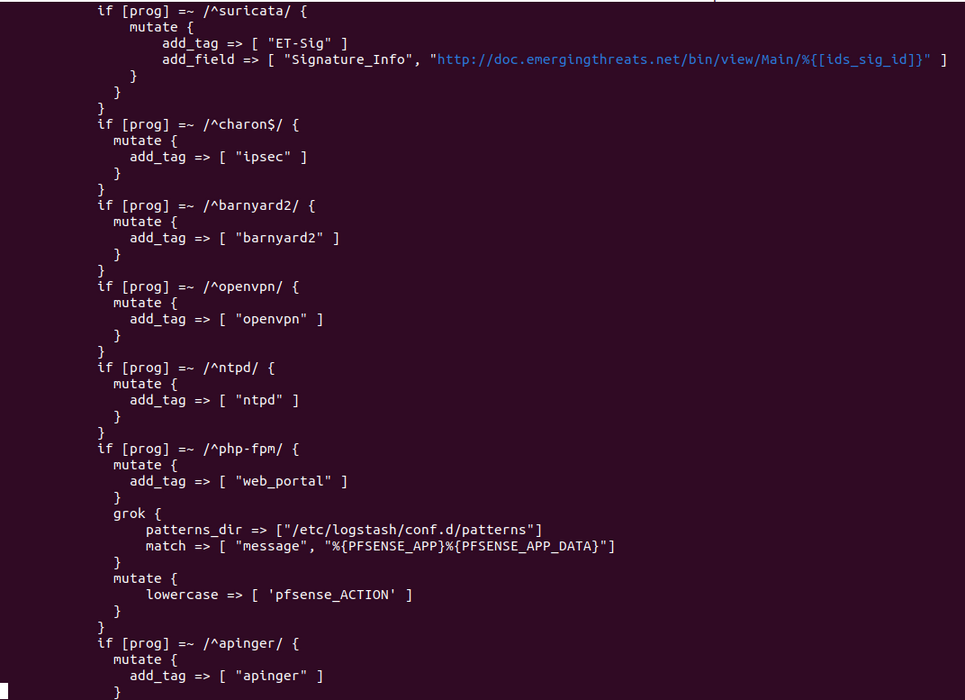 if [prog] =~ /^suricata/ {
mutate {
add_tag => [ "ET-Sig" ]
add_field => [ "Signature_Info", "http://doc.emergingthreats.net/bin/view/Main/%{[ids_sig_id]}" ]
}
}
}
if [prog] =~ /^charon$/ {
mutate {
add_tag => [ "ipsec" ]
}
}
if [prog] =~ /^barnyard2/ {
mutate {
add_tag => [ "barnyard2" ]
}
}
if [prog] =~ /^openvpn/ {
mutate {
add_tag => [ "openvpn" ]
}
}
if [prog] =~ /^ntpd/ {
mutate {
add_tag => [ "ntpd" ]
}
}
if [prog] =~ /^php-fpm/ {
mutate {
add_tag => [ "web_portal" ]
}
grok {
patterns_dir => ["/etc/logstash/conf.d/patterns"]
match => [ "message", "%{PFSENSE_APP}%{PFSENSE_APP_DATA}"]
}
mutate {
lowercase => [ 'pfsense_ACTION' ]
}
}
if [prog] =~ /^apinger/ {
mutate {
add_tag => [ "apinger" ]
}